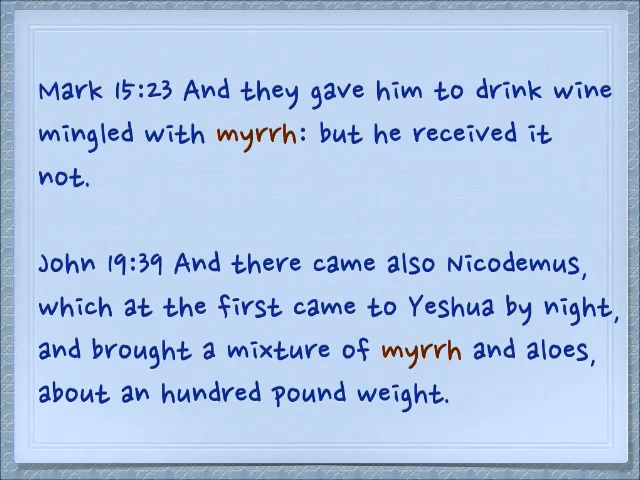 Mark 15:23 And they gave him to drink wine
mingled with myrrh: but he received it
not.
John 19:39 And there came also Nicodemus,
which at the first came to Yeshua by night,
and brought a mixture of myrrh and aloes,
about an hundred pound weight.